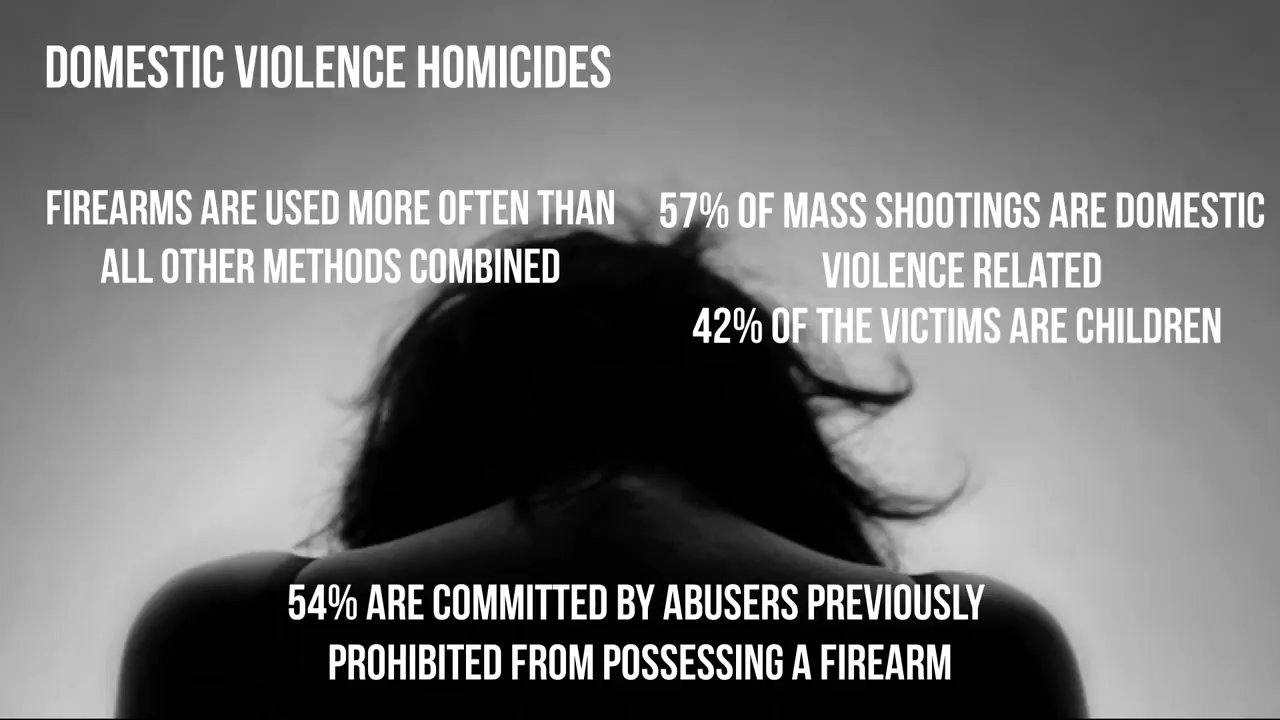 DOMESTIC VIOLENCE HOMICIDES
FIREARMS ARE USED MORE OFTEN THAN
ALL OTHER METHODS COMBINED
57% OF MASS SHOOTINGS ARE DOMESTIC
VIOLENCE RELATED
42% OF THE VICTIMS ARE CHILDREN
54% ARE COMMITTED BY ABUSERS PREVIOUSLY
PROHIBITED FROM POSSESSING A FIREARM